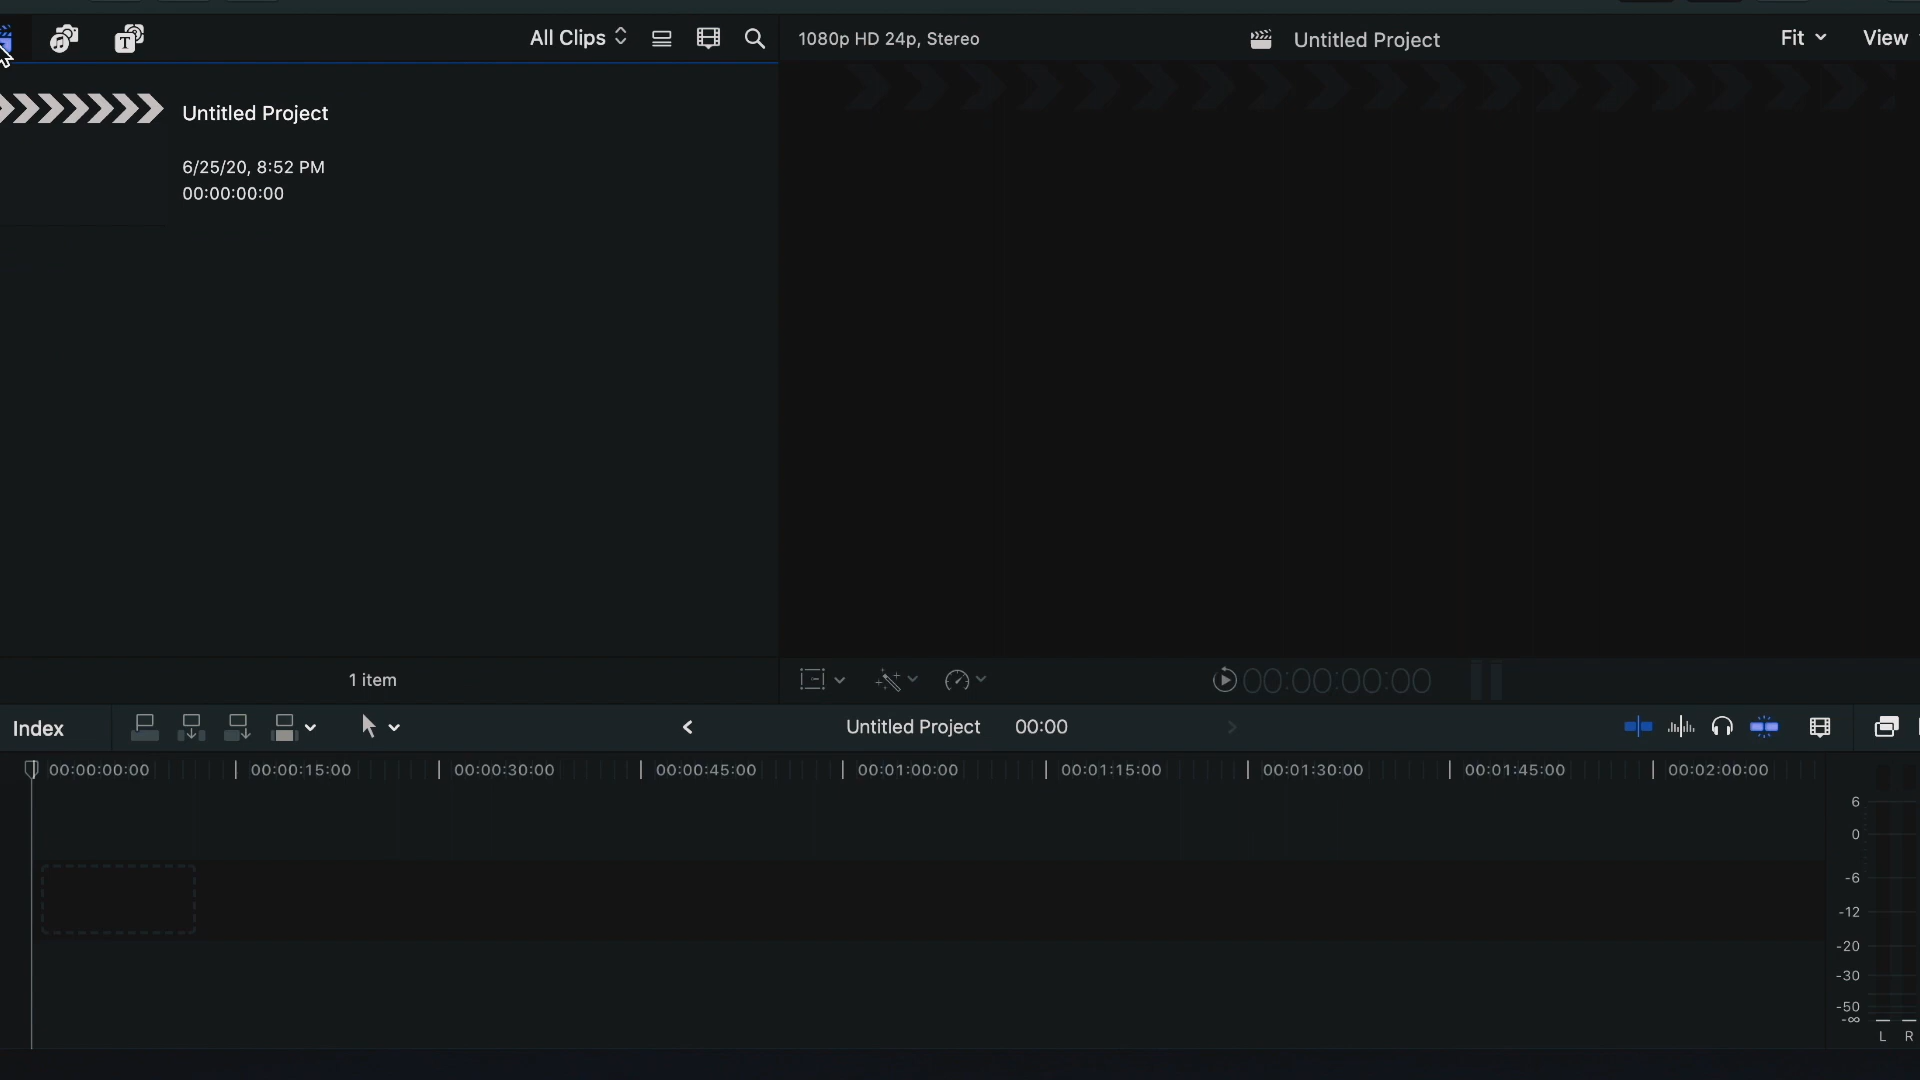 All Clips
1080p HD 24p, Stereo
Untitled Project
Fit
View
Untitled Project
6/25/20, 8:52 PM
00:00:00:00
1 item
00:00:00:00
Index
Untitled Project 00:00
00:00:00:00 00:00:15:00 00:00:30:00 00:00:45:00 00:01:00:00 00:01:15:00 00:01:30:00 00:01:45:00 00:02:00:00
6
0
-6
-12
-20
-30
-50
-∞
L R